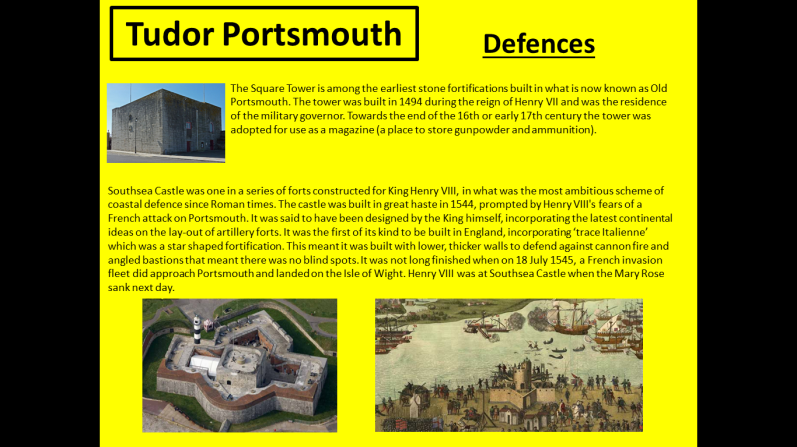 Tudor Portsmouth
Defences
The Square Tower is among the earliest stone fortifications built in what is now known as Old
Portsmouth. The tower was built in 1494 during the reign of Henry VII and was the residence
of the military governor. Towards the end of the 16th or early 17th century the tower was
adopted for use as a magazine (a place to store gunpowder and ammunition).
Southsea Castle was one in a series of forts constructed for King Henry VIII, in what was the most ambitious scheme of
coastal defence since Roman times. The castle was built in great haste in 1544, prompted by Henry VIII's fears of a
French attack on Portsmouth. It was said to have been designed by the King himself, incorporating the latest continental
ideas on the lay-out of artillery forts. It was the first of its kind to be built in England, incorporating ‘trace Italienne’
which was a star shaped fortification. This meant it was built with lower, thicker walls to defend against cannon fire and
angled bastions that meant there was no blind spots. It was not long finished when on 18 July 1545, a French invasion
fleet did approach Portsmouth and landed on the Isle of Wight. Henry VIII was at Southsea Castle when the Mary Rose
sank next day.